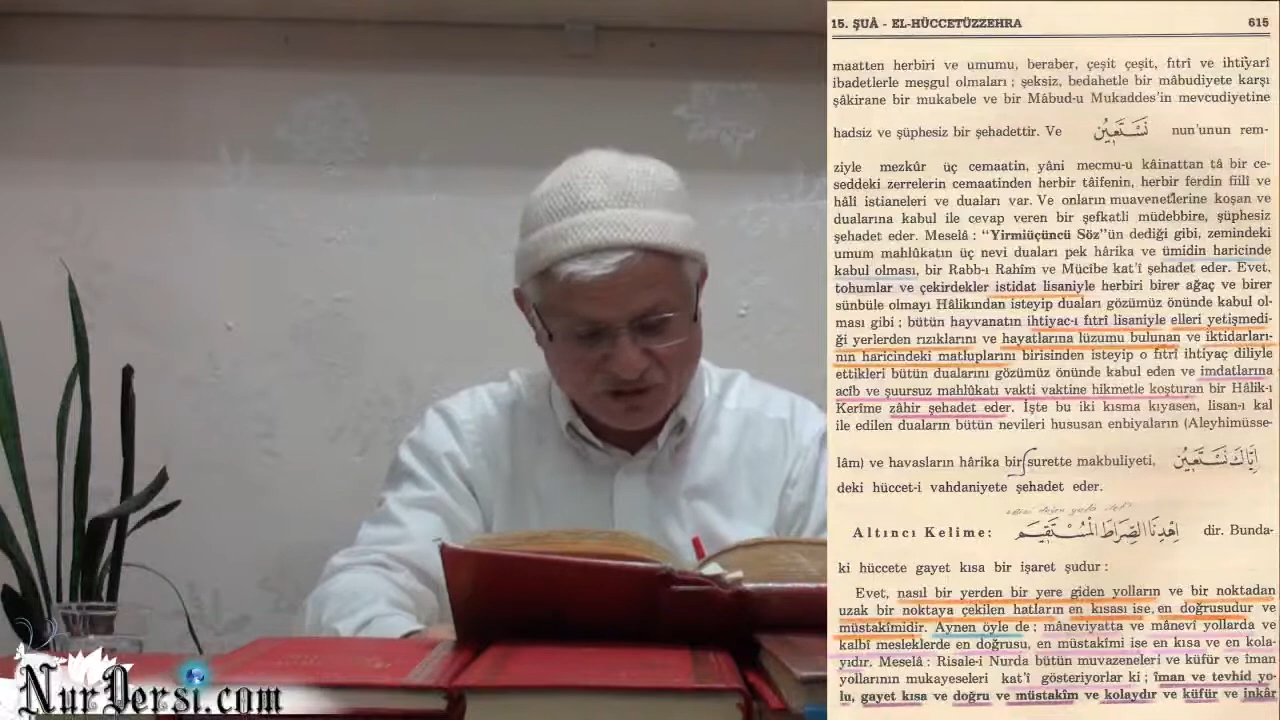 15. ŞUÂ - EL-HÜCCETÜZZEHRA 615
maatten herbiri ve umumu, beraber, çeşit çeşit, fıtrî ve ihtiyarî
ibadetlerle meşgul olmaları ; şeksiz, bedahetle bir mâbudiyete karşı
şâkirane bir mukabele ve bir Mâbud-u Mukaddes'in mevcudiyetine
hadsiz ve şüphesiz bir şehadettir. Ve نَسْتَعِينُ nun'unun rem-
ziyle mezkûr üç cemaatin, yâni mecmu-u kâinattan tâ bir ce-
seddeki zerrelerin cemaatinden herbir tâifenin, herbir ferdin fiilî ve
hâlî istianeleri ve duaları var. Ve onların muavenetlerine koşan ve
dualarına kabul ile cevap veren bir şefkatli müdebbire, şüphesiz
şehadet eder. Meselâ : "Yirmiüçüncü Söz"ün dediği gibi, zemindeki
umum mahlûkatın üç nevi duaları pek hârika ve ümidin haricinde
kabul olması, bir Rabb-ı Rahîm ve Mücîbe kat'î şehadet eder. Evet,
tohumlar ve çekirdekler istidat lisaniyle herbiri birer ağaç ve birer
sünbüle olmayı Hâlikından isteyip duaları gözümüz önünde kabul ol-
ması gibi ; bütün hayvanatın ihtiyac-ı fıtrî lisaniyle elleri yetişmedi-
ği yerlerden rızıklarını ve hayatlarına lüzumu bulunan ve iktidarları-
nın haricindeki matluplarını birisinden isteyip o fıtrî ihtiyaç diliyle
ettikleri bütün dualarını gözümüz önünde kabul eden ve imdatlarına
acîb ve şuursuz mahlûkatı vakti vaktine hikmetle koşturan bir Hâlik-ı
Kerîme zâhir şehadet eder. İşte bu iki kısma kıyasen, lisan-ı kal
ile edilen duaların bütün nevileri hususan enbiyaların (Aleyhimüsse-
lâm) ve havasların hârika bir surette makbuliyeti, اِيَّاكَ نَسْتَعِينُ
deki hüccet-i vahdaniyete şehadet eder.
Altıncı Kelime: اِهْدِنَا الصِّرَاطَ الْمُسْتَقِيمَ dir. Bunda-
ki hüccete gayet kısa bir işaret şudur :
Evet, nasıl bir yerden bir yere giden yolların ve bir noktadan
uzak bir noktaya çekilen hatların en kısası ise, en doğrusudur ve
müstakîmidir. Aynen öyle de ; mâneviyatta ve mânevî yollarda ve
kalbî mesleklerde en doğrusu, en müstakîmi ise en kısa ve en kola-
yıdır. Meselâ : Risale-i Nurda bütün muvazeneleri ve küfür ve îman
yollarının mukayeseleri kat'î gösteriyorlar ki ; îman ve tevhid yo-
lu, gayet kısa ve doğru ve müstakîm ve kolaydır ve küfür ve inkâr
NurDersi.com